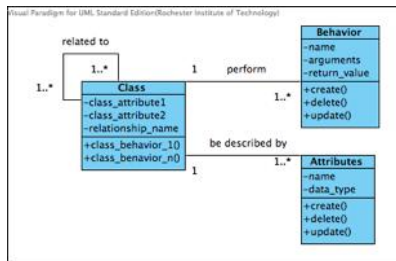 Visual Paradigm for UML Standard Edition(Rochester Institute of Technology)
related to
1..*
1..*
Class
-class_attribute1
-class_attribute2
-relationship_name
+class_behavior_1()
+class_benavior_n()
1
perform
1..*
Behavior
-name
-arguments
-return_value
+create()
+delete()
+update()
be described by
1
1..*
Attributes
-name
-data_type
+create()
+delete()
+update()